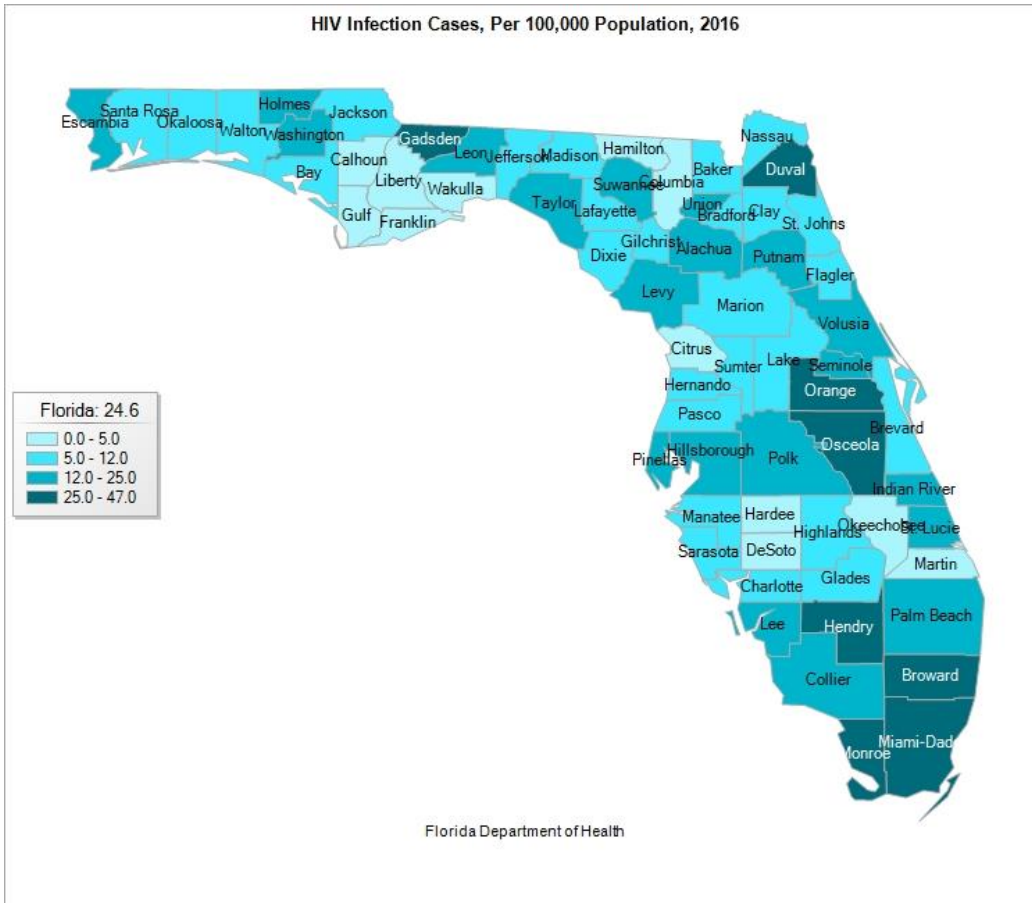 HIV Infection Cases, Per 100,000 Population, 2016
Escambia
Santa Rosa
Okaloosa
Walton
Holmes
Washington
Jackson
Bay
Calhoun
Gulf
Liberty
Gadsden
Franklin
Wakulla
Leon
Jefferson
Madison
Taylor
Hamilton
Suwannee
Lafayette
Dixie
Columbia
Gilchrist
Baker
Union
Bradford
Nassau
Duval
Clay
St. Johns
Alachua
Putnam
Flagler
Levy
Marion
Volusia
Citrus
Sumter
Lake
Seminole
Hernando
Orange
Pasco
Osceola
Brevard
Pinellas
Hillsborough
Polk
Indian River
Manatee
Hardee
Highlands
Okeechobee
St. Lucie
Sarasota
DeSoto
Martin
Charlotte
Glades
Lee
Hendry
Palm Beach
Collier
Broward
Monroe
Miami-Dade
Florida: 24.6
0.0 - 5.0
5.0 - 12.0
12.0 - 25.0
25.0 - 47.0
Florida Department of Health